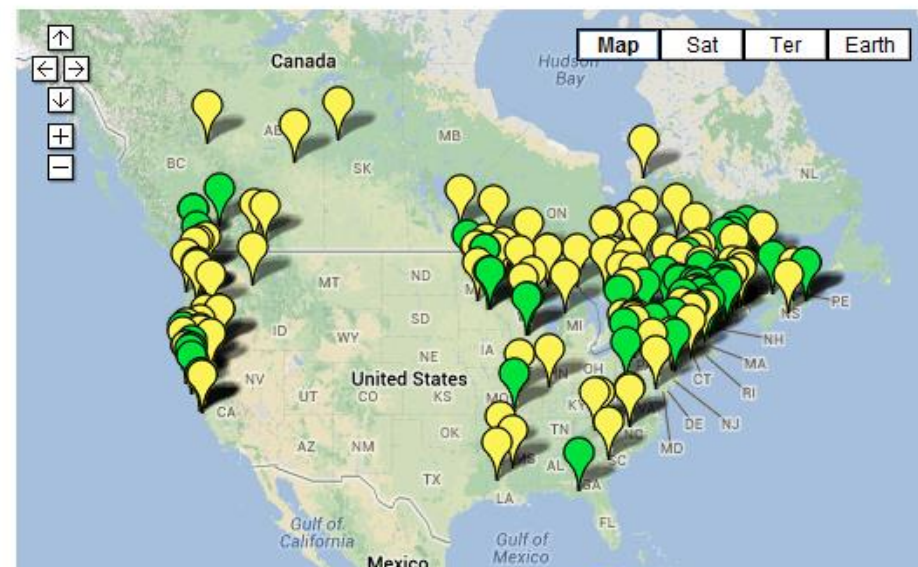 Map
Sat
Ter
Earth
Canada
Hudson
Bay
AB
MB
BC
SK
NL
ON
MT
ND
PE
NS
SD
MI
NH
ID
WY
IA
MA
NE
OH
CT
RI
NV
United States
UT
CO
KS
MO
KY
DE
NJ
CA
OK
TN
NC
MD
AZ
NM
MS
AL
SC
TX
GA
LA
FL
Gulf of
California
Gulf of
Mexico
Mexico